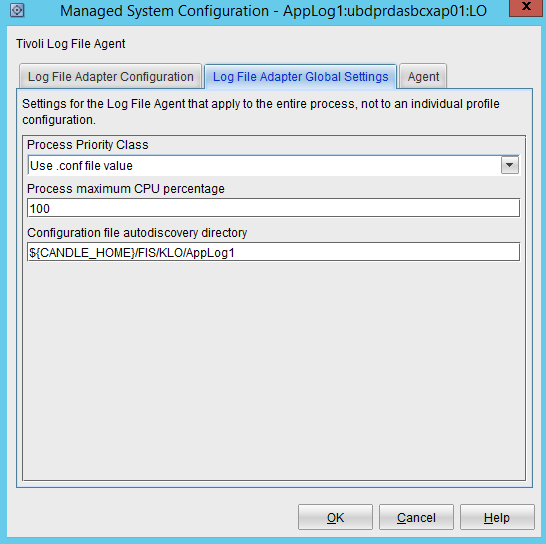 Managed System Configuration - AppLog1:ubdprdasbcxap01:LO
x
Tivoli Log File Agent
Log File Adapter Configuration
Log File Adapter Global Settings
Agent
Settings for the Log File Agent that apply to the entire process, not to an individual profile
configuration.
Process Priority Class
Use .conf file value
Process maximum CPU percentage
100
Configuration file autodiscovery directory
${CANDLE_HOME}/FIS/KLO/AppLog1
OK
Cancel
Help